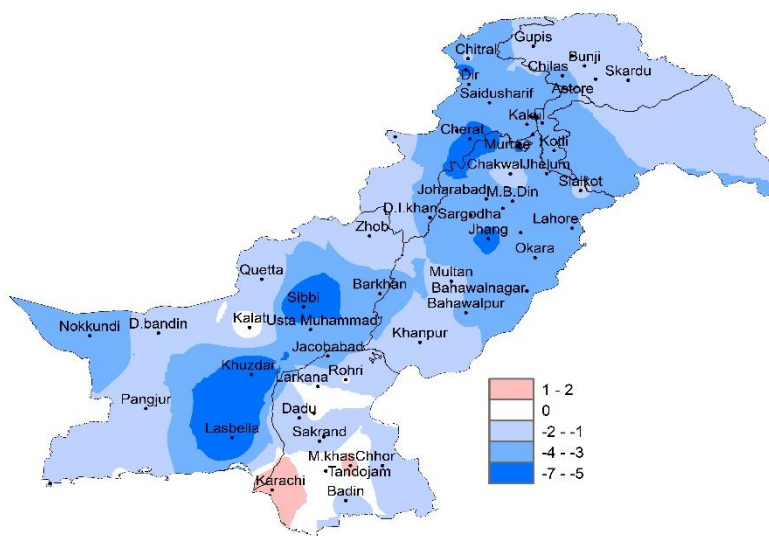 Gupis
Chitral
Bunji
Chilas
Skardu
Dir
Astore
Saidusharif
Kakul
Cherat
Murree
Kotli
Chakwal
Jhelum
Sialkot
Joharabad
M.B.Din
D.I.khan
Sargodha
Lahore
Zhob
Jhang
Okara
Quetta
Multan
Barkhan
Bahawalnagar
Sibbi
Bahawalpur
Kalat
Usta Muhammad
Nokkundi
D.bandin
Khanpur
Jacobabad
Khuzdar
Rohri
Larkana
Pangjur
Dadu
Lasbella
Sakrand
M.khas
Chhor
Tandojam
Karachi
Badin
1 - 2
0
-2 - -1
-4 - -3
-7 - -5